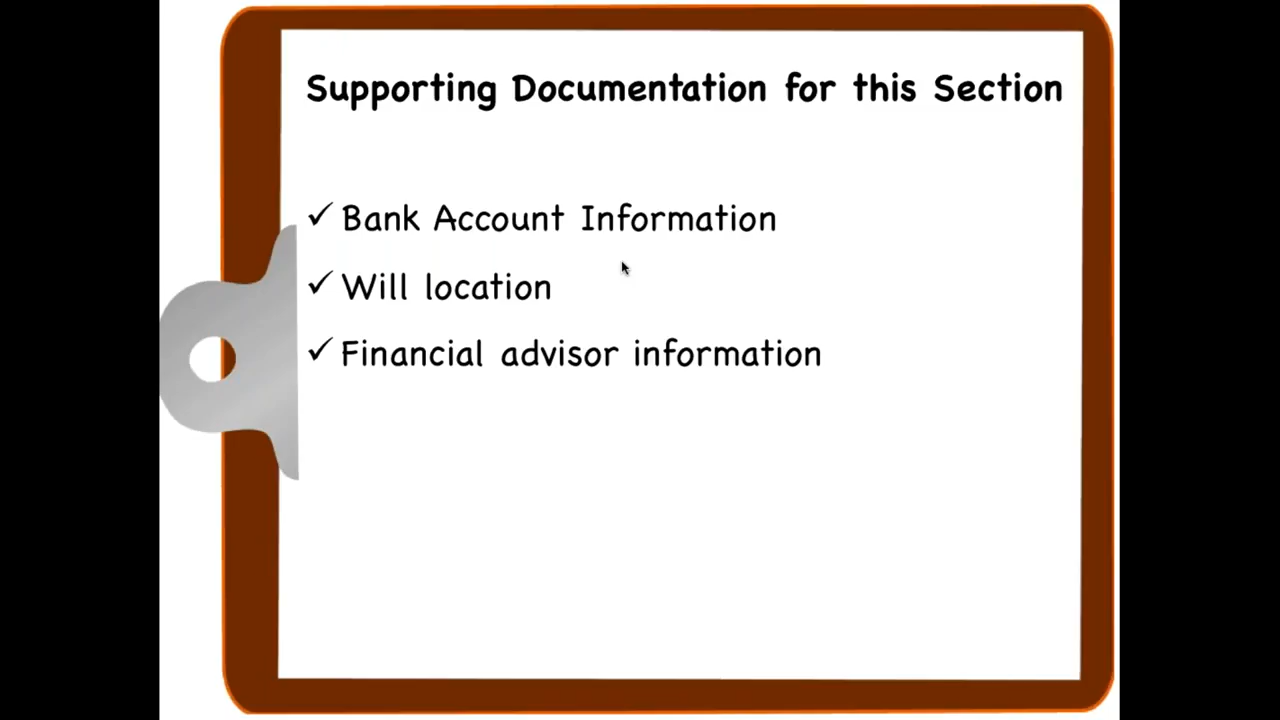 Supporting Documentation for this Section
✓ Bank Account Information
✓ Will location
✓ Financial advisor information